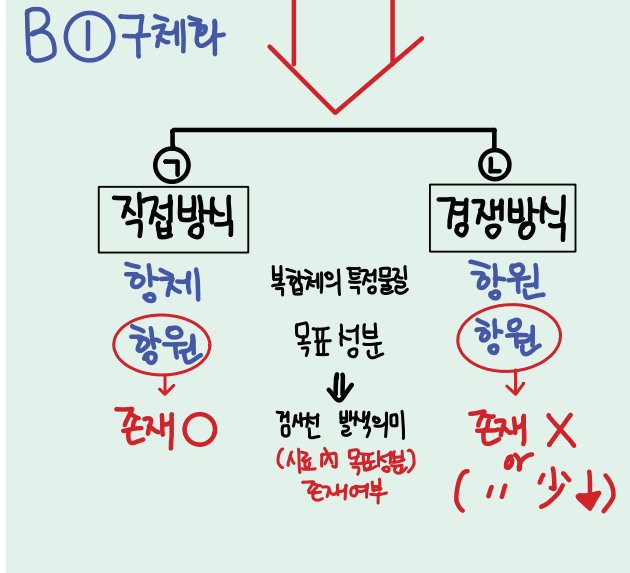 B①구체화
㉠ ㉡
직접방식 경쟁방식
항체 복합체의 특정물질 항원
항원 목표성분 항원
존재○ 검사선 발색의미 존재 X
(시료內 목표성분) or
존재여부 ( 〃 少↓)